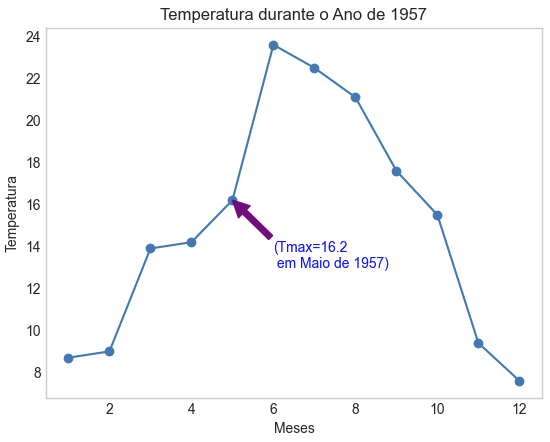 Temperatura durante o Ano de 1957
24
22
20
18
16
14
12
10
8
Temperatura
(Tmax=16.2
em Maio de 1957)
2 4 6 8 10 12
Meses